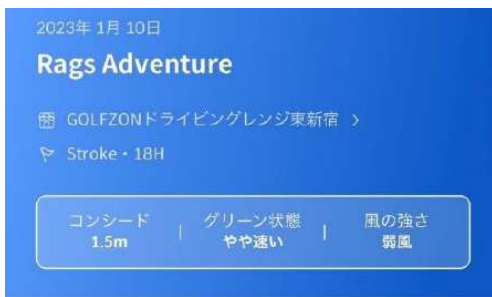 2023年 1月 10日
Rags Adventure
GOLFZONドライビングレンジ東新宿 >
Stroke・18H
コンシード | グリーン状態 | 風の強さ
1.5m やや速い 弱風